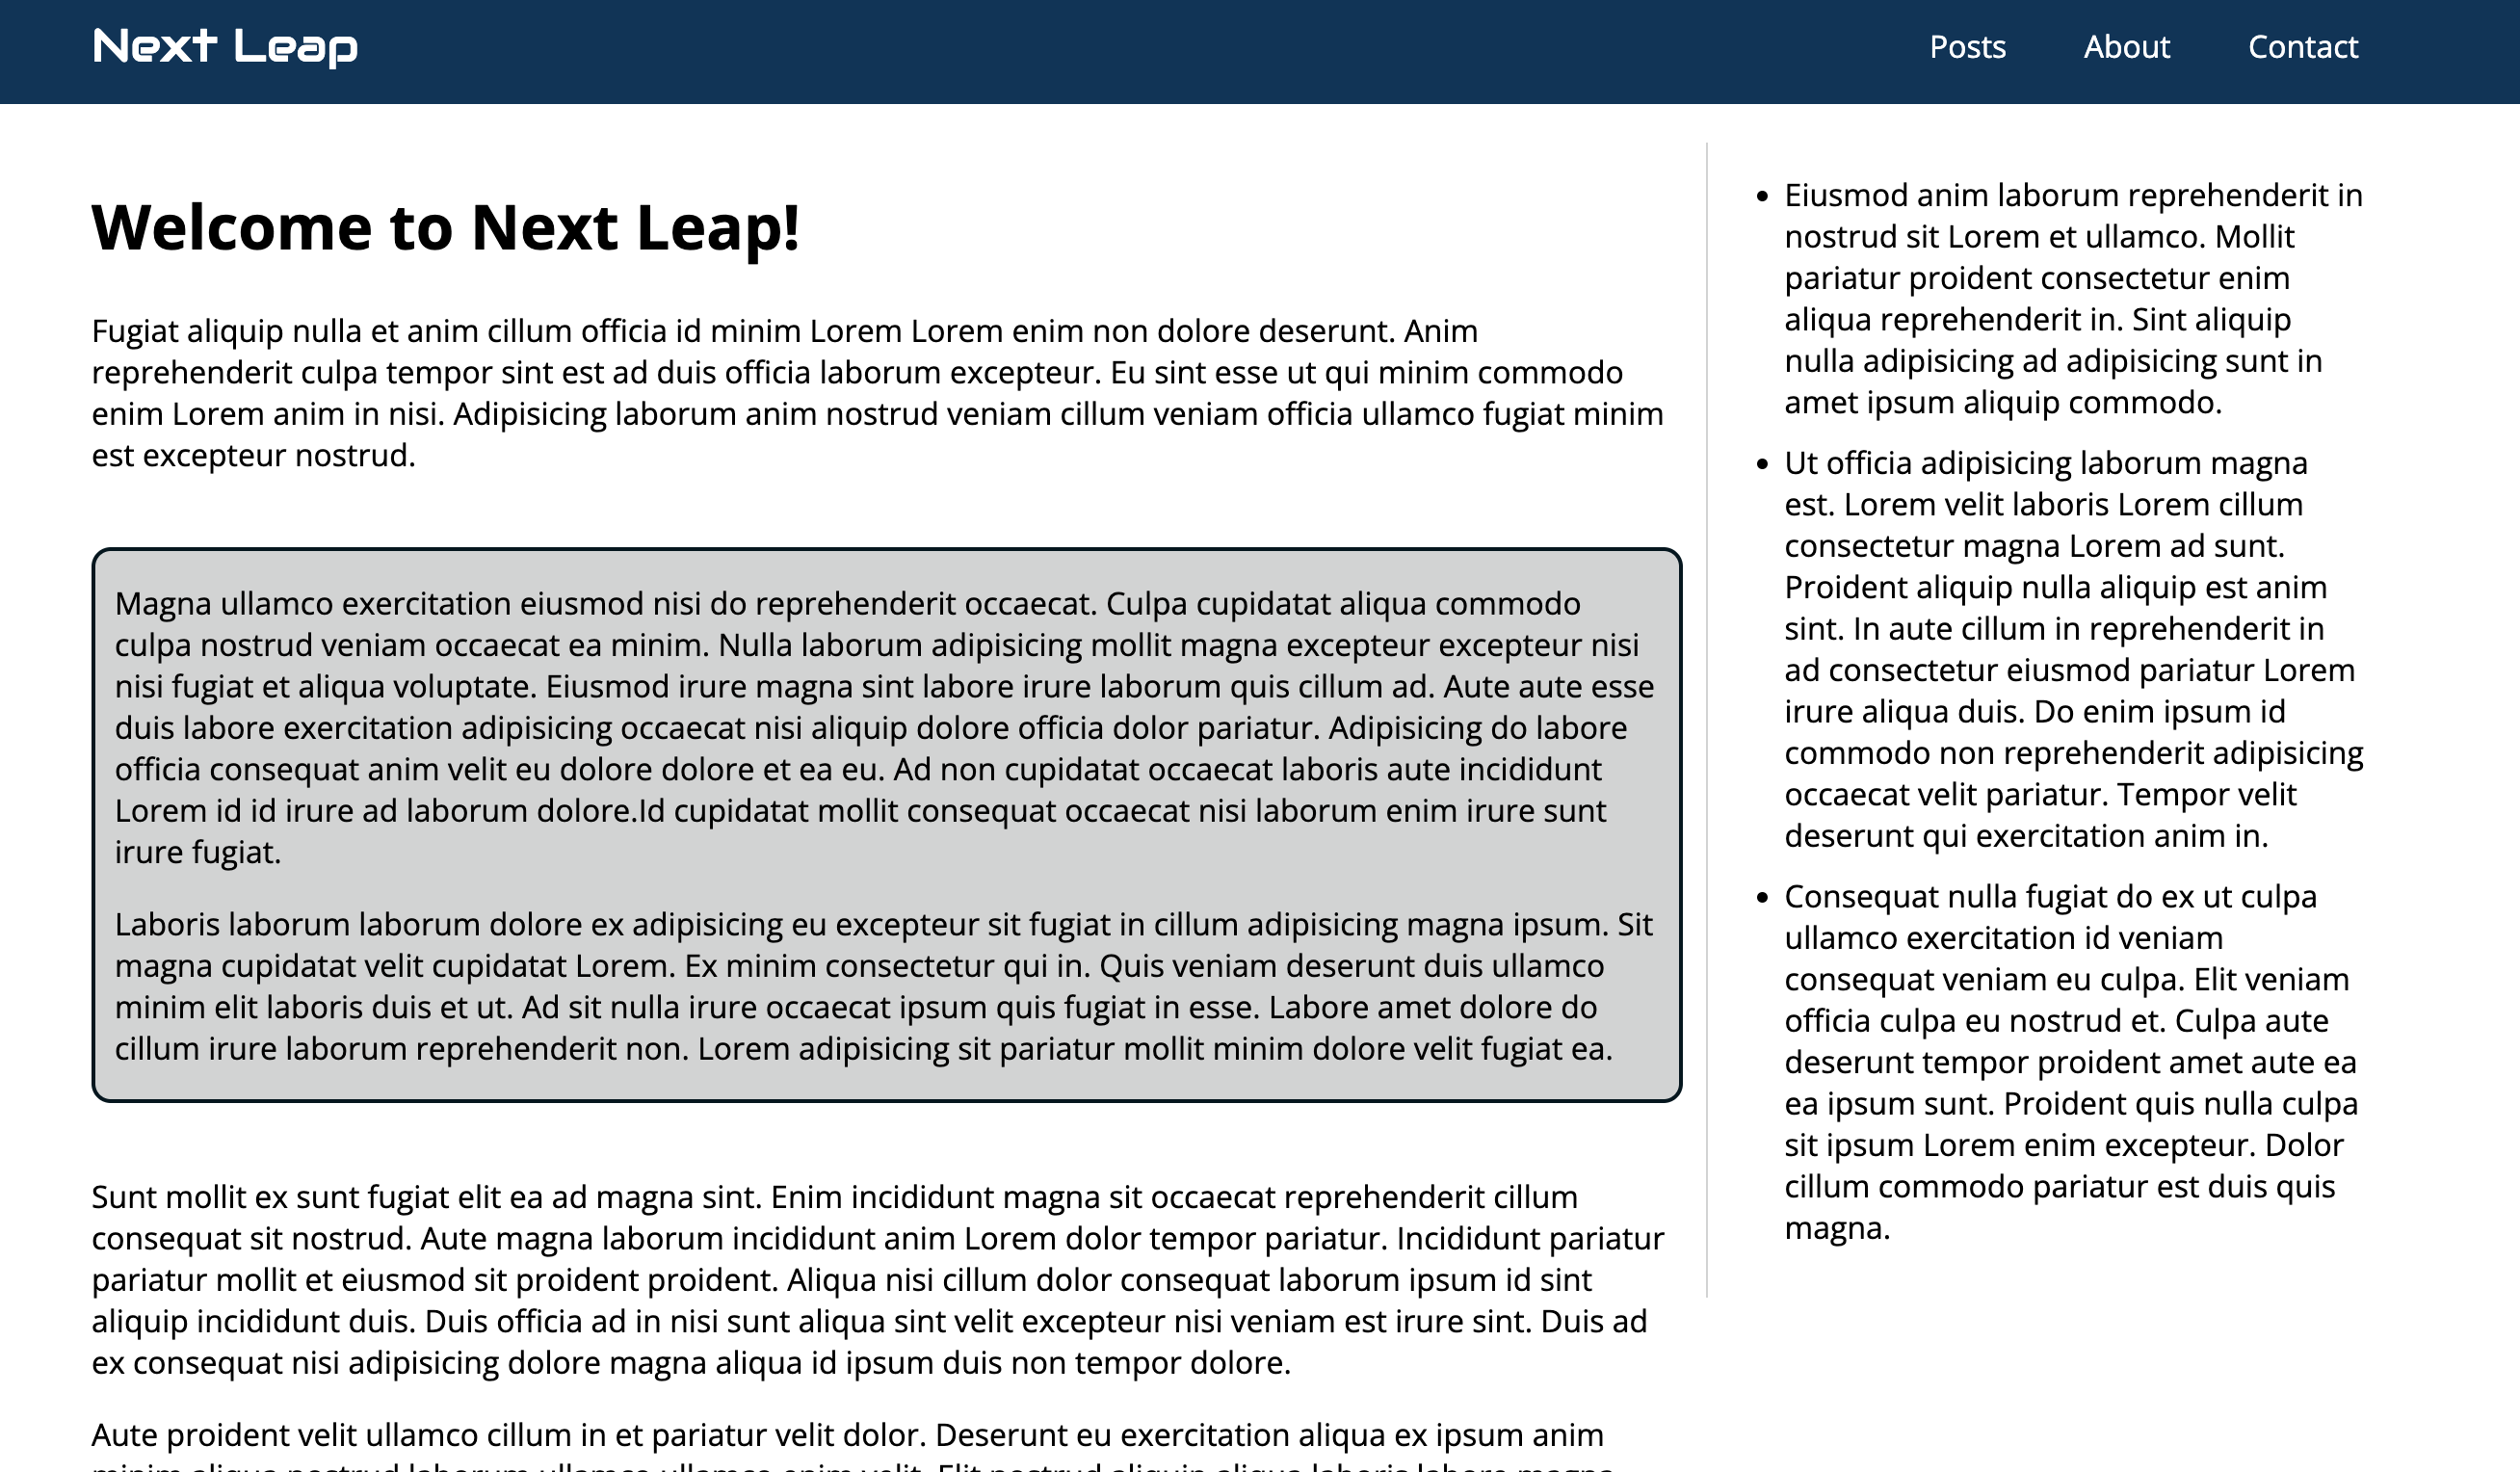 Next Leap
Posts
About
Contact
Welcome to Next Leap!
Fugiat aliquip nulla et anim cillum officia id minim Lorem Lorem enim non dolore deserunt. Anim
reprehenderit culpa tempor sint est ad duis officia laborum excepteur. Eu sint esse ut qui minim commodo
enim Lorem anim in nisi. Adipisicing laborum anim nostrud veniam cillum veniam officia ullamco fugiat minim
est excepteur nostrud.
Magna ullamco exercitation eiusmod nisi do reprehenderit occaecat. Culpa cupidatat aliqua commodo
culpa nostrud veniam occaecat ea minim. Nulla laborum adipisicing mollit magna excepteur excepteur nisi
nisi fugiat et aliqua voluptate. Eiusmod irure magna sint labore irure laborum quis cillum ad. Aute aute esse
duis labore exercitation adipisicing occaecat nisi aliquip dolore officia dolor pariatur. Adipisicing do labore
officia consequat anim velit eu dolore dolore et ea eu. Ad non cupidatat occaecat laboris aute incididunt
Lorem id id irure ad laborum dolore.Id cupidatat mollit consequat occaecat nisi laborum enim irure sunt
irure fugiat.
Laboris laborum laborum dolore ex adipisicing eu excepteur sit fugiat in cillum adipisicing magna ipsum. Sit
magna cupidatat velit cupidatat Lorem. Ex minim consectetur qui in. Quis veniam deserunt duis ullamco
minim elit laboris duis et ut. Ad sit nulla irure occaecat ipsum quis fugiat in esse. Labore amet dolore do
cillum irure laborum reprehenderit non. Lorem adipisicing sit pariatur mollit minim dolore velit fugiat ea.
Sunt mollit ex sunt fugiat elit ea ad magna sint. Enim incididunt magna sit occaecat reprehenderit cillum
consequat sit nostrud. Aute magna laborum incididunt anim Lorem dolor tempor pariatur. Incididunt pariatur
pariatur mollit et eiusmod sit proident proident. Aliqua nisi cillum dolor consequat laborum ipsum id sint
aliquip incididunt duis. Duis officia ad in nisi sunt aliqua sint velit excepteur nisi veniam est irure sint. Duis ad
ex consequat nisi adipisicing dolore magna aliqua id ipsum duis non tempor dolore.
Aute proident velit ullamco cillum in et pariatur velit dolor. Deserunt eu exercitation aliqua ex ipsum anim
minim aliqua nostrud laborum ullamco ullamco enim velit. Elit nostrud aliquip aliqua laboris labore magna
• Eiusmod anim laborum reprehenderit in
nostrud sit Lorem et ullamco. Mollit
pariatur proident consectetur enim
aliqua reprehenderit in. Sint aliquip
nulla adipisicing ad adipisicing sunt in
amet ipsum aliquip commodo.
• Ut officia adipisicing laborum magna
est. Lorem velit laboris Lorem cillum
consectetur magna Lorem ad sunt.
Proident aliquip nulla aliquip est anim
sint. In aute cillum in reprehenderit in
ad consectetur eiusmod pariatur Lorem
irure aliqua duis. Do enim ipsum id
commodo non reprehenderit adipisicing
occaecat velit pariatur. Tempor velit
deserunt qui exercitation anim in.
• Consequat nulla fugiat do ex ut culpa
ullamco exercitation id veniam
consequat veniam eu culpa. Elit veniam
officia culpa eu nostrud et. Culpa aute
deserunt tempor proident amet aute ea
ea ipsum sunt. Proident quis nulla culpa
sit ipsum Lorem enim excepteur. Dolor
cillum commodo pariatur est duis quis
magna.